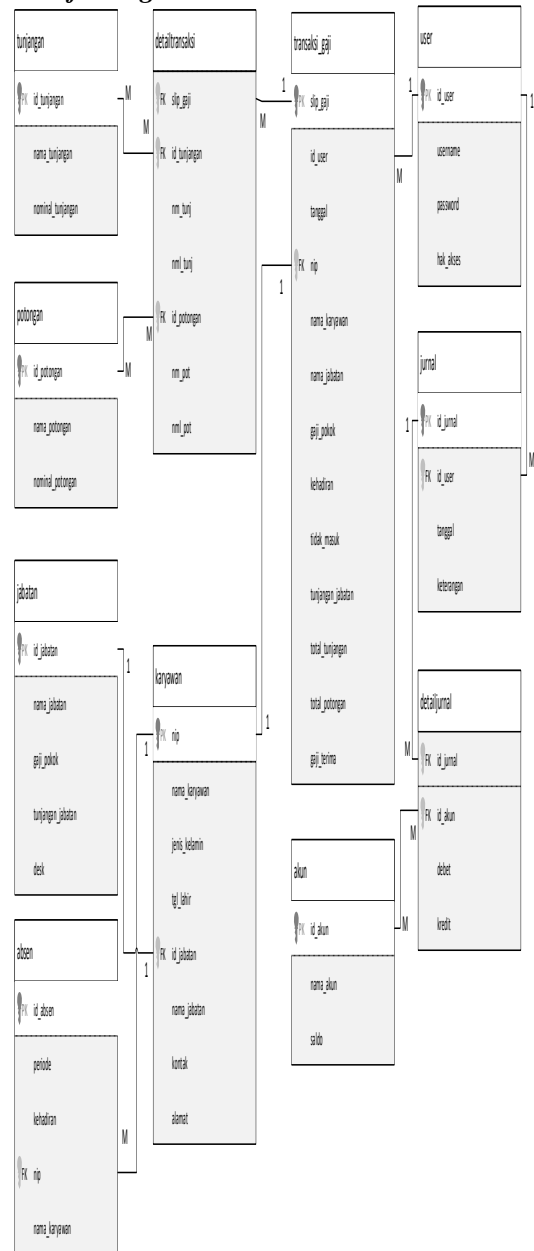 tunjangan
PK id_tunjangan
nama_tunjangan
nominal_tunjangan
M
M
detailtransaksi
FK slip_gaji
FK id_tunjangan
nm_tunj
nml_tunj
FK id_potongan
nm_pot
nml_pot
M
1
transaksi_gaji
PK slip_gaji
id_user
tanggal
FK nip
nama_karyawan
nama_jabatan
gaji_pokok
kehadiran
tidak_masuk
tunjangan_jabatan
total_tunjangan
total_potongan
gaji_terima
1
M
1
user
PK id_user
username
password
hak_akses
1
M
potongan
PK id_potongan
nama_potongan
nominal_potongan
M
M
jurnal
PK id_jurnal
FK id_user
tanggal
keterangan
1
M
jabatan
PK id_jabatan
nama_jabatan
gaji_pokok
tunjangan_jabatan
desk
1
1
karyawan
PK nip
nama_karyawan
jenis_kelamin
tgl_lahir
FK id_jabatan
nama_jabatan
kontak
alamat
1
1
detailjurnal
FK id_jurnal
FK id_akun
debet
kredit
M
M
akun
PK id_akun
nama_akun
saldo
absen
PK id_absen
periode
kehadiran
FK nip
nama_karyawan
M